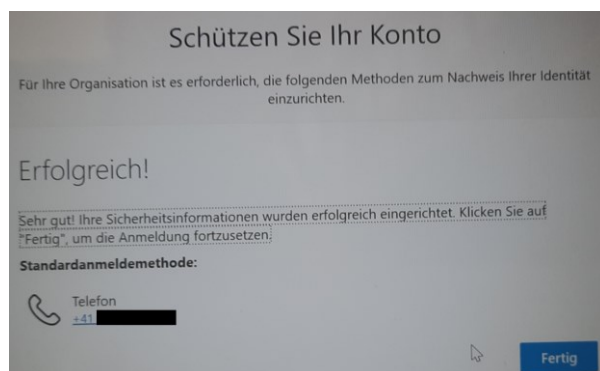 Schützen Sie Ihr Konto
Für Ihre Organisation ist es erforderlich, die folgenden Methoden zum Nachweis Ihrer Identität
einzurichten.
Erfolgreich!
Sehr gut! Ihre Sicherheitsinformationen wurden erfolgreich eingerichtet. Klicken Sie auf
"Fertig", um die Anmeldung fortzusetzen.
Standardanmeldemethode:
Telefon
+41
Fertig